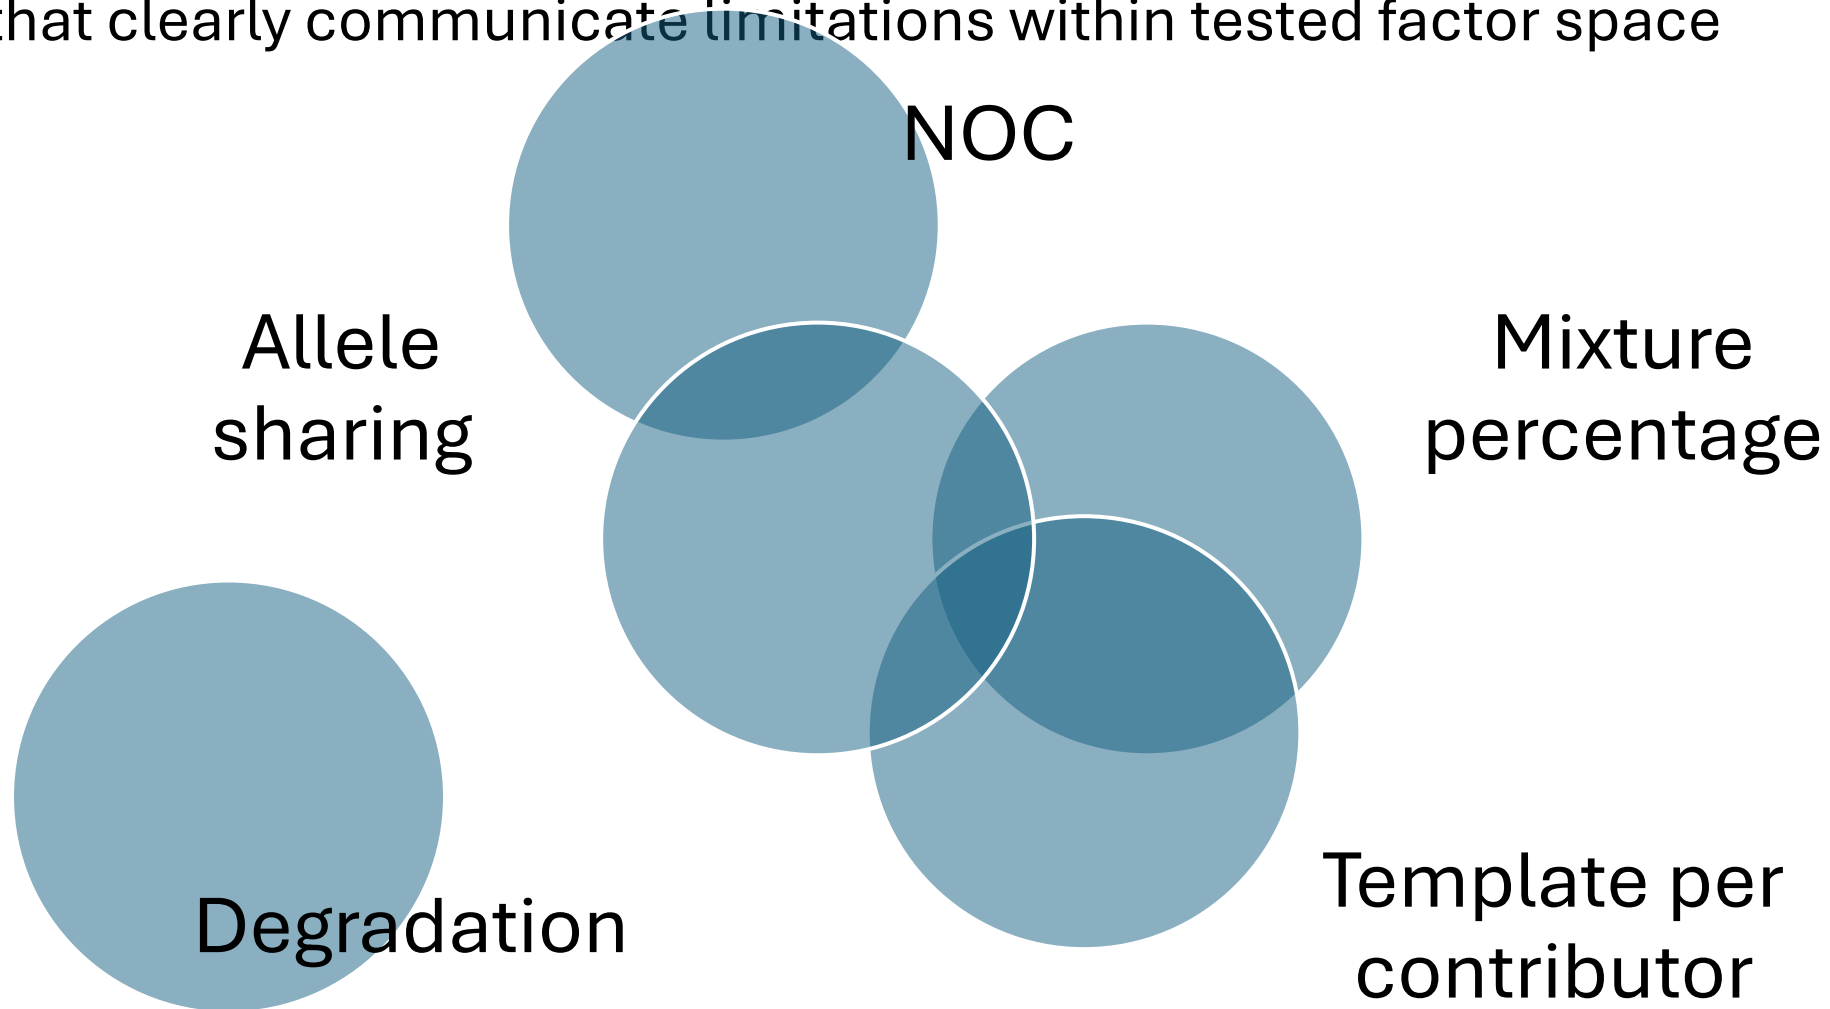 that clearly communicate limitations within tested factor space
NOC
Allele
sharing
Mixture
percentage
Degradation
Template per
contributor